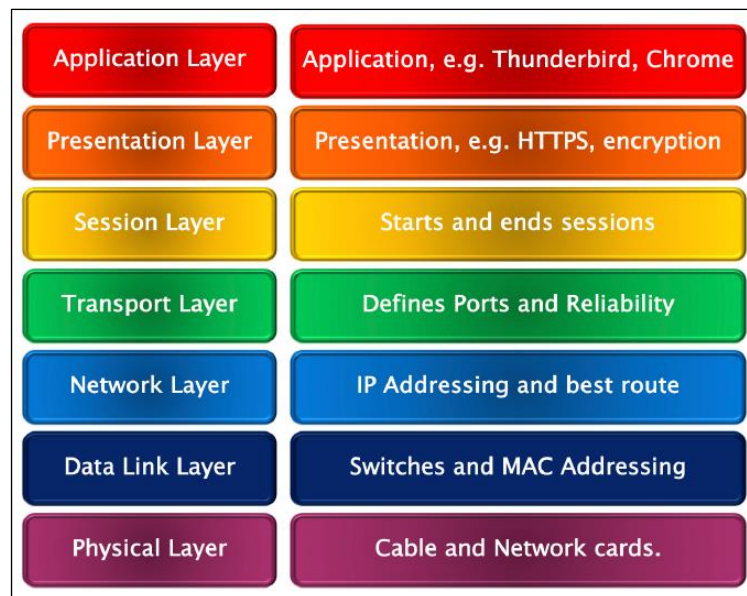 Application Layer
Application, e.g. Thunderbird, Chrome
Presentation Layer
Presentation, e.g. HTTPS, encryption
Session Layer
Starts and ends sessions
Transport Layer
Defines Ports and Reliability
Network Layer
IP Addressing and best route
Data Link Layer
Switches and MAC Addressing
Physical Layer
Cable and Network cards.